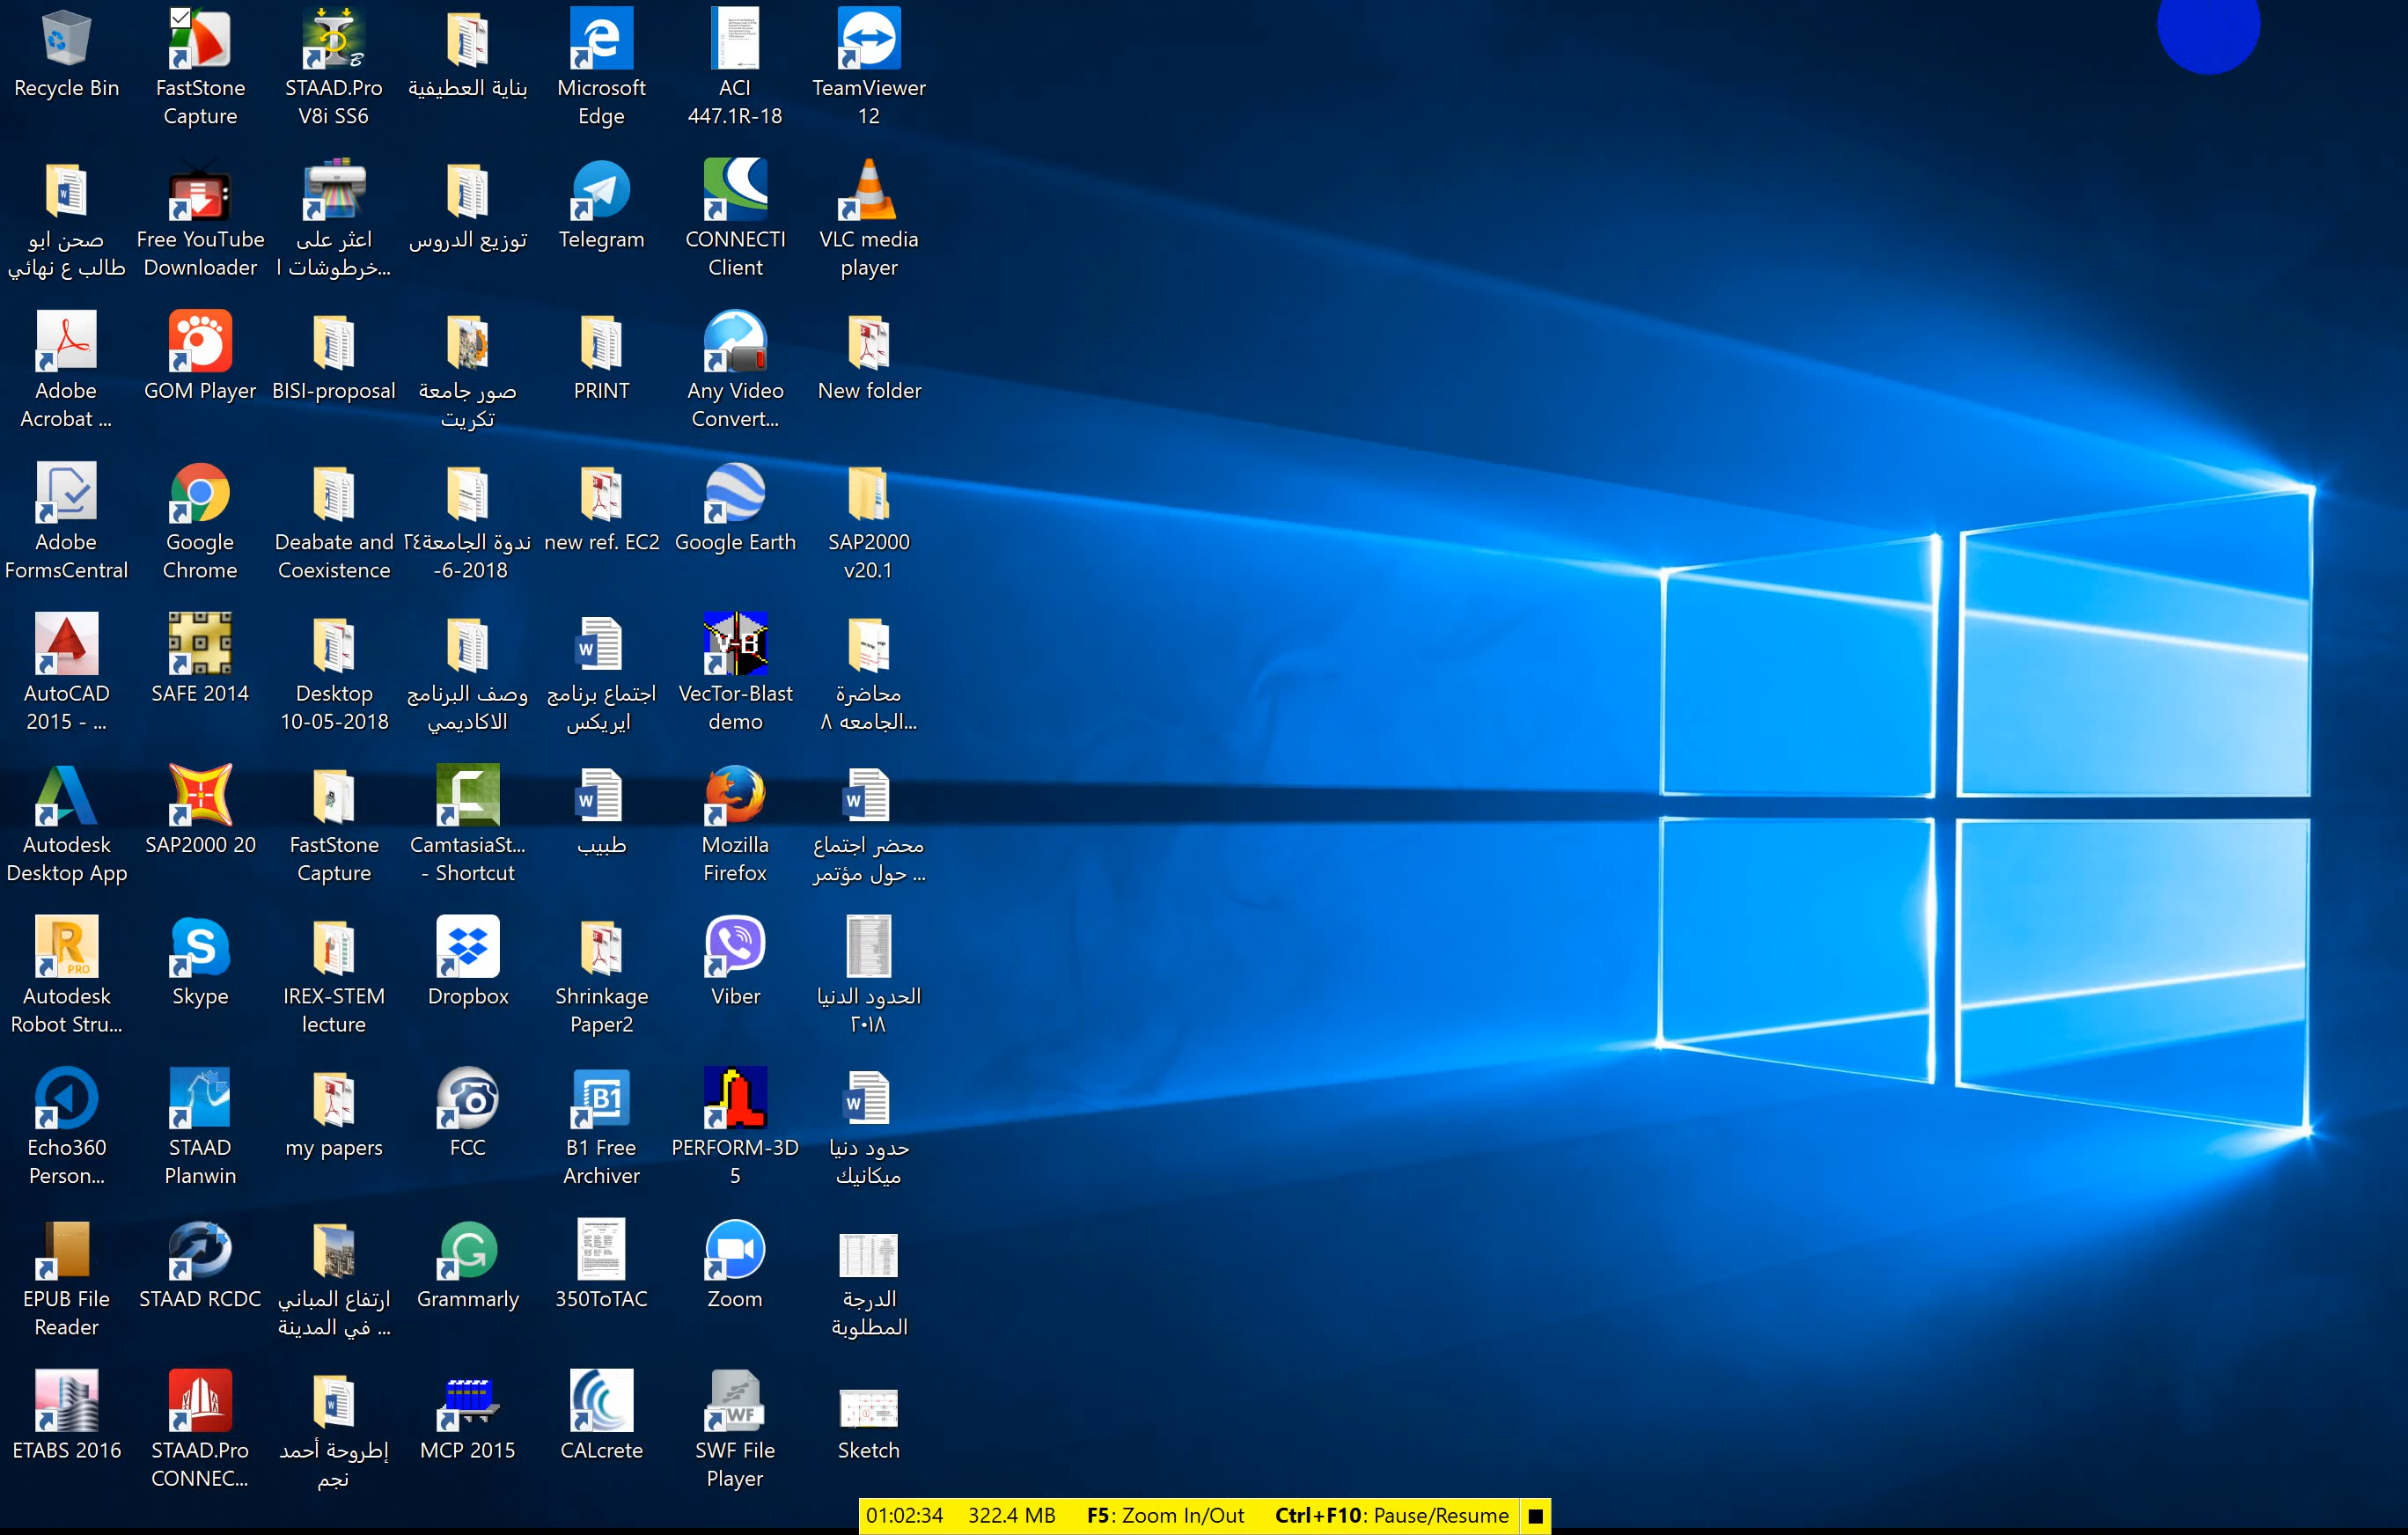 Recycle Bin
FastStone
Capture
STAAD.Pro
V8i SS6
بناية العطيفية
Microsoft
Edge
ACI
447.1R-18
TeamViewer
12
صحن ابو
طالب ع نهائي
Free YouTube
Downloader
اعثر على
خرطوشات ا...
توزيع الدروس
Telegram
CONNECTI
Client
VLC media
player
Adobe
Acrobat ...
GOM Player
BISI-proposal
صور جامعة
تكريت
PRINT
Any Video
Convert...
New folder
Adobe
FormsCentral
Google
Chrome
Deabate and
Coexistence
ندوة الجامعة٢٤
-6-2018
new ref. EC2
Google Earth
SAP2000
v20.1
AutoCAD
2015 - ...
SAFE 2014
Desktop
10-05-2018
وصف البرنامج
الاكاديمي
اجتماع برنامج
ايريكس
VecTor-Blast
demo
محاضرة
الجامعه ٨...
Autodesk
Desktop App
SAP2000 20
FastStone
Capture
CamtasiaSt...
- Shortcut
طبيب
Mozilla
Firefox
محضر اجتماع
حول مؤتمر ...
Autodesk
Robot Stru...
Skype
IREX-STEM
lecture
Dropbox
Shrinkage
Paper2
Viber
الحدود الدنيا
٢٠١٨
Echo360
Person...
STAAD
Planwin
my papers
FCC
B1 Free
Archiver
PERFORM-3D
5
حدود دنيا
ميكانيك
EPUB File
Reader
STAAD RCDC
ارتفاع المباني
في المدينة ...
Grammarly
350ToTAC
Zoom
الدرجة
المطلوبة
ETABS 2016
STAAD.Pro
CONNEC...
إطروحة أحمد
نجم
MCP 2015
CALcrete
SWF File
Player
Sketch
01:02:34 322.4 MB F5: Zoom In/Out Ctrl+F10: Pause/Resume